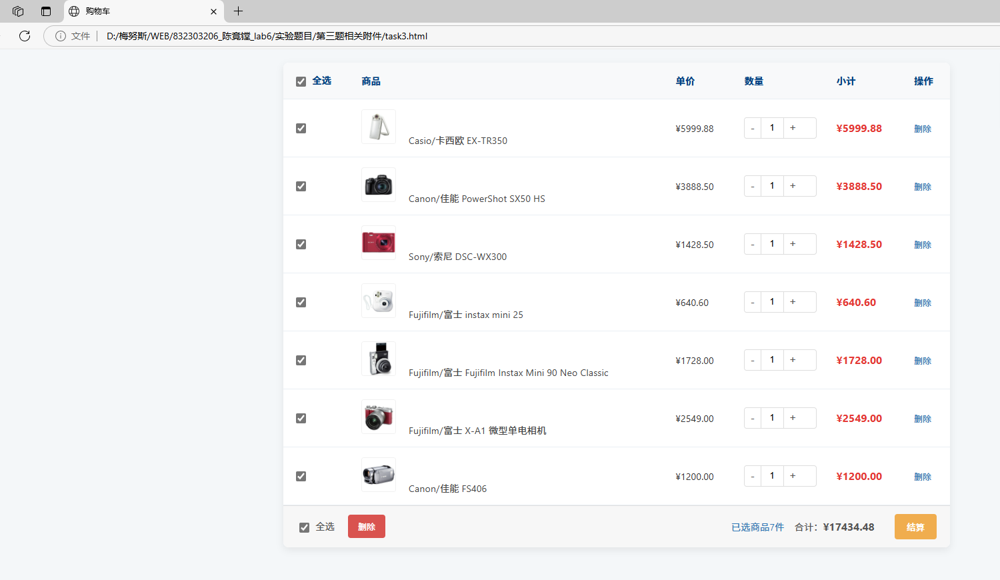 购物车
文件 D:/梅努斯/WEB/832303206_陈竟镗_lab6/实验题目/第三题相关附件/task3.html
全选 商品 单价 数量 小计 操作
Casio/卡西欧 EX-TR350 ¥5999.88 - 1 + ¥5999.88 删除
Canon/佳能 PowerShot SX50 HS ¥3888.50 - 1 + ¥3888.50 删除
Sony/索尼 DSC-WX300 ¥1428.50 - 1 + ¥1428.50 删除
Fujifilm/富士 instax mini 25 ¥640.60 - 1 + ¥640.60 删除
Fujifilm/富士 Fujifilm Instax Mini 90 Neo Classic ¥1728.00 - 1 + ¥1728.00 删除
Fujifilm/富士 X-A1 微型单电相机 ¥2549.00 - 1 + ¥2549.00 删除
Canon/佳能 FS406 ¥1200.00 - 1 + ¥1200.00 删除
全选 删除 已选商品7件 合计：¥17434.48 结算